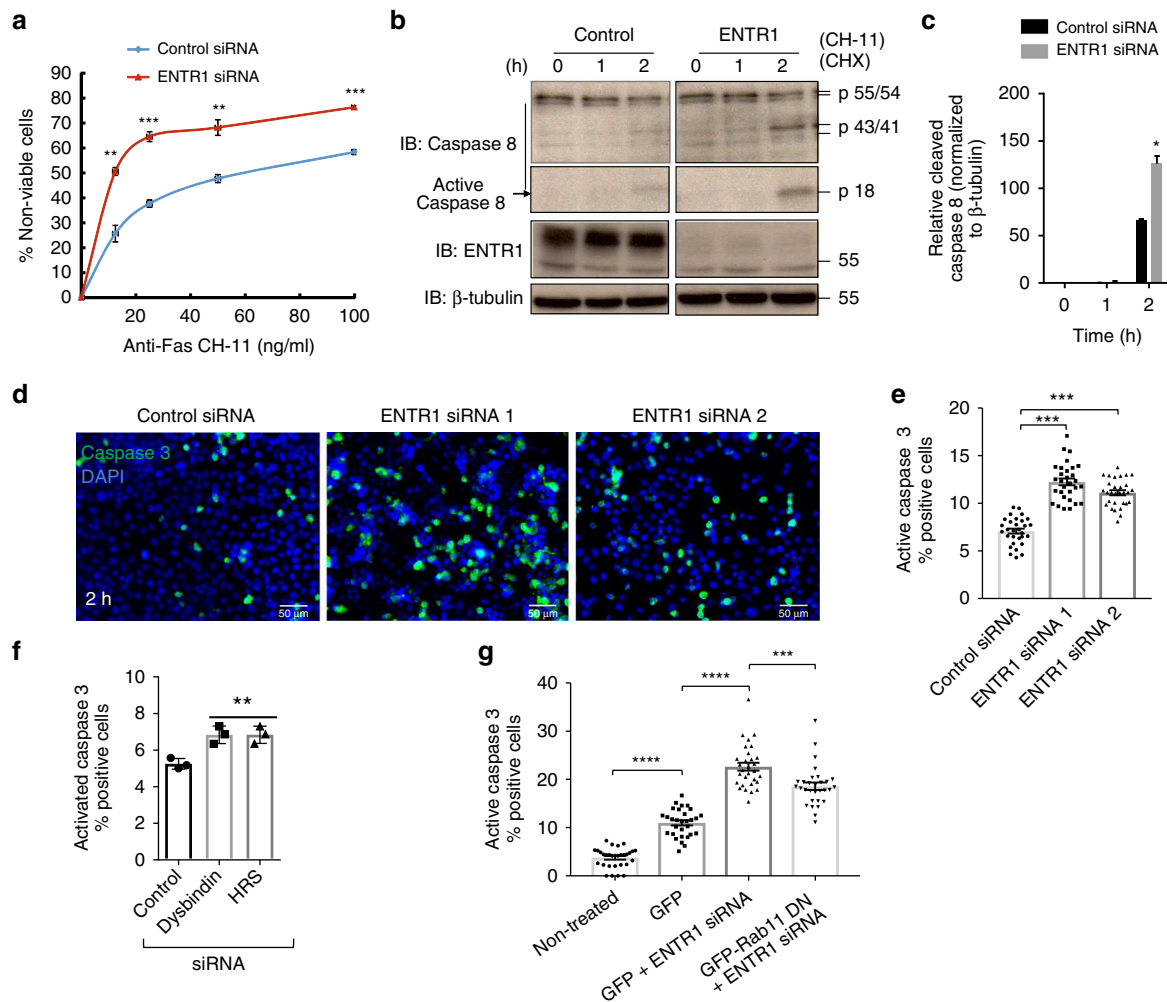 a
Control siRNA
ENTR1 siRNA
90
80
70
60
50
40
30
20
10
0
% Non-viable cells
**
***
**
***
20
40
60
80
100
Anti-Fas CH-11 (ng/ml)
b
Control
ENTR1
(CH-11)
(CHX)
(h)
0
1
2
0
1
2
IB: Caspase 8
p 55/54
p 43/41
Active
Caspase 8
p 18
IB: ENTR1
55
IB: β-tubulin
55
c
Control siRNA
ENTR1 siRNA
Relative cleaved
caspase 8 (normalized
to β-tubulin)
200
150
100
50
0
*
0
1
2
Time (h)
d
Control siRNA
ENTR1 siRNA 1
ENTR1 siRNA 2
Caspase 3
DAPI
2 h
50 µm
50 µm
50 µm
e
Active caspase 3
% positive cells
20
15
10
5
0
***
***
Control siRNA
ENTR1 siRNA 1
ENTR1 siRNA 2
f
Activated caspase 3
% positive cells
10
8
6
4
2
0
**
Control
Dysbindin
HRS
siRNA
g
Active caspase 3
% positive cells
40
30
20
10
0
****
****
***
Non-treated
GFP
GFP + ENTR1 siRNA
GFP-Rab11 DN
+ ENTR1 siRNA